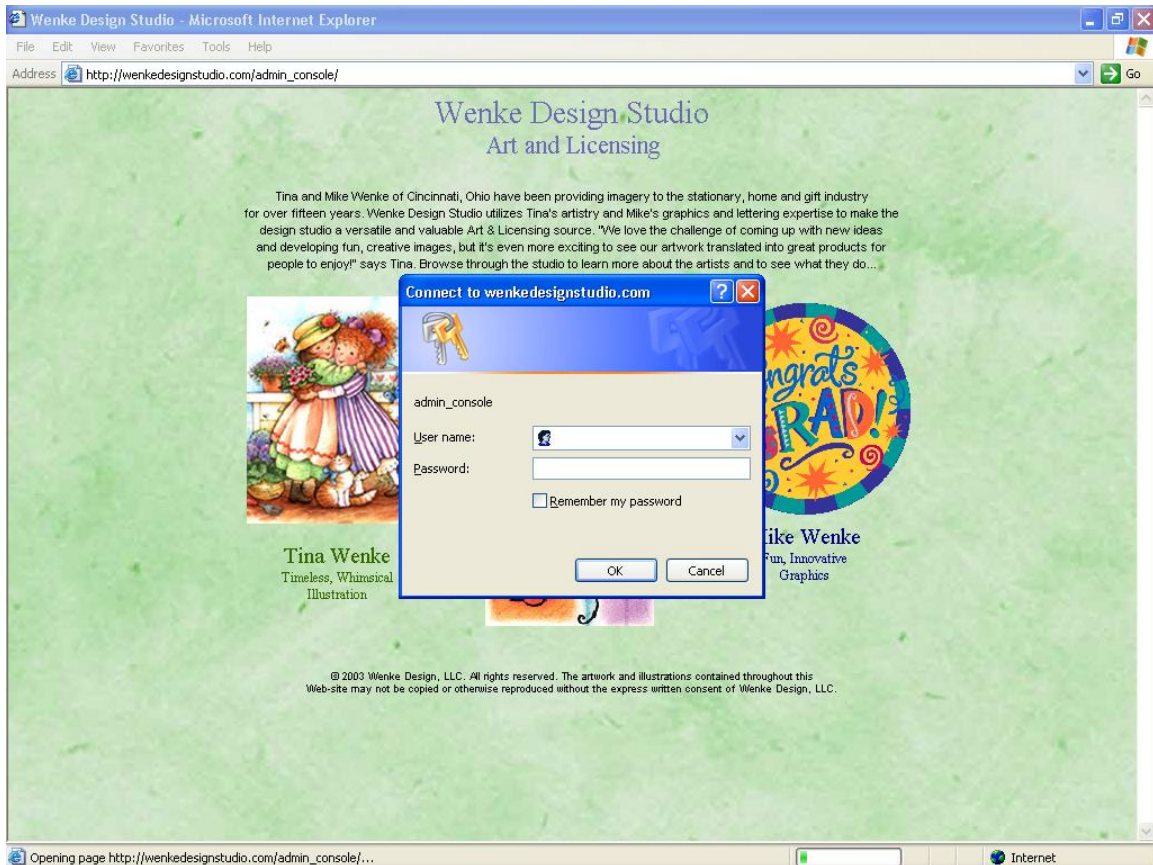 Wenke Design Studio - Microsoft Internet Explorer
File Edit View Favorites Tools Help
Address http://wenkedesignstudio.com/admin_console/ Go
Wenke Design Studio
Art and Licensing
Tina and Mike Wenke of Cincinnati, Ohio have been providing imagery to the stationary, home and gift industry
for over fifteen years. Wenke Design Studio utilizes Tina's artistry and Mike's graphics and lettering expertise to make the
design studio a versatile and valuable Art & Licensing source. "We love the challenge of coming up with new ideas
and developing fun, creative images, but it's even more exciting to see our artwork translated into great products for
people to enjoy!" says Tina. Browse through the studio to learn more about the artists and to see what they do...
Connect to wenkedesignstudio.com
admin_console
User name:
Password:
Remember my password
OK Cancel
ngrats
RAD!
Tina Wenke
Timeless, Whimsical
Illustration
ike Wenke
Fun, Innovative
Graphics
© 2003 Wenke Design, LLC. All rights reserved. The artwork and illustrations contained throughout this
Web-site may not be copied or otherwise reproduced without the express written consent of Wenke Design, LLC.
Opening page http://wenkedesignstudio.com/admin_console/... Internet